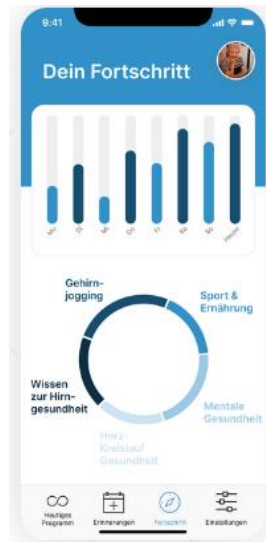 9:41
Dein Fortschritt
Mo
Di
Mi
Do
Fr
Sa
So
Heute
Gehirn-
jogging
Sport &
Ernährung
Wissen
zur Hirn-
gesundheit
Mentale
Gesundheit
Herz-
Kreislauf
Gesundheit
Heutiges
Programm
Erinnerungen
Fortschritt
Einstellungen